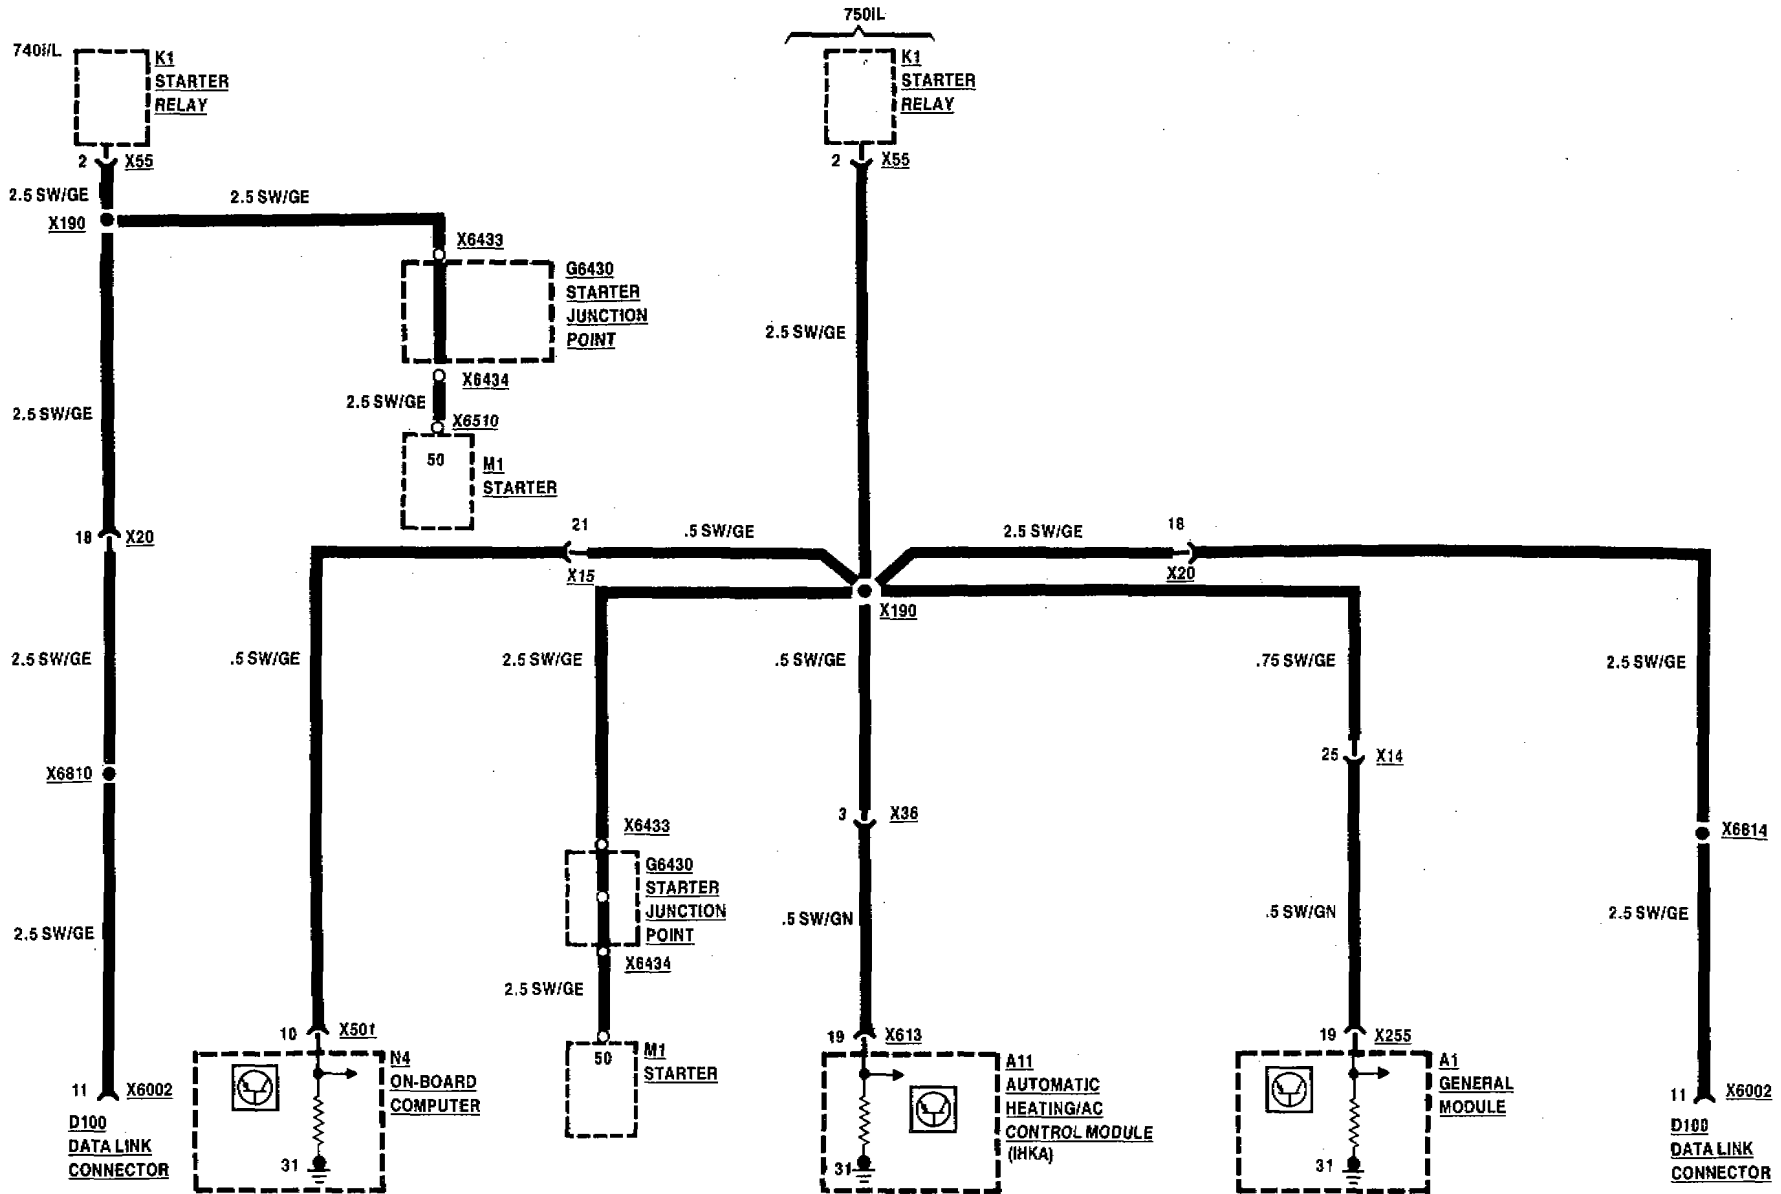 750IL
740I/L
K1
STARTER
RELAY
2
X55
2.5 SW/GE
X190
2.5 SW/GE
X6433
G6430
STARTER
JUNCTION
POINT
X6434
2.5 SW/GE
X6510
50
M1
STARTER
2.5 SW/GE
18
X20
2.5 SW/GE
X6810
2.5 SW/GE
11
X6002
D100
DATA LINK
CONNECTOR
K1
STARTER
RELAY
2
X55
2.5 SW/GE
21
.5 SW/GE
X15
2.5 SW/GE
18
X20
X190
.5 SW/GE
2.5 SW/GE
.5 SW/GE
.75 SW/GE
2.5 SW/GE
25
X14
3
X36
X6433
X6814
G6430
STARTER
JUNCTION
POINT
X6434
.5 SW/GN
.5 SW/GN
2.5 SW/GE
2.5 SW/GE
10
X501
N4
ON-BOARD
COMPUTER
31
50
M1
STARTER
19
X613
A11
AUTOMATIC
HEATING/AC
CONTROL MODULE
(IHKA)
31
19
X255
A1
GENERAL
MODULE
31
11
X6002
D100
DATA LINK
CONNECTOR